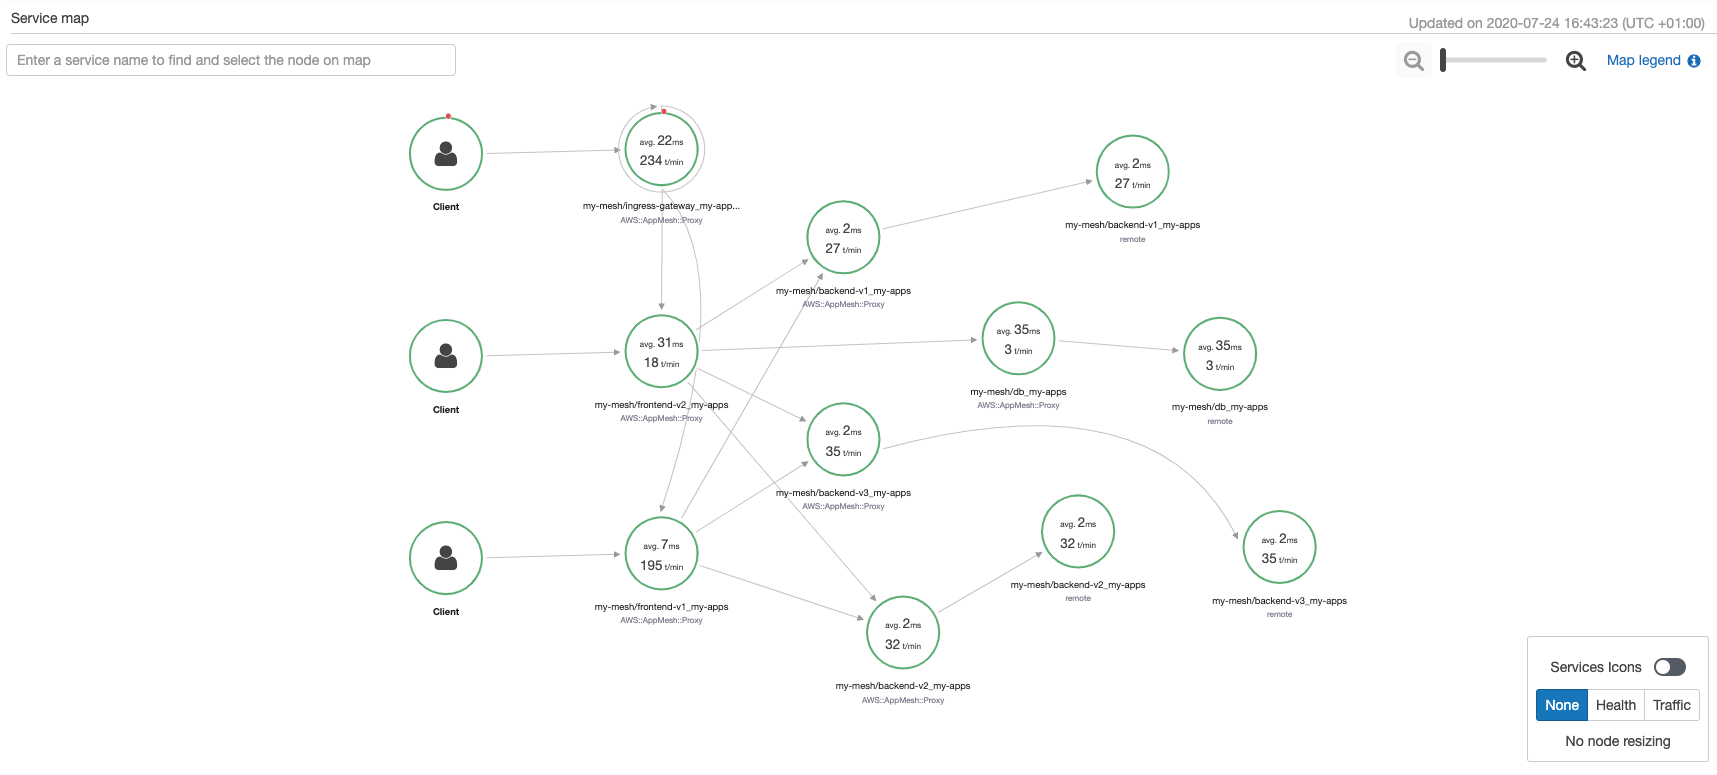 Service map
Updated on 2020-07-24 16:43:23 (UTC +01:00)
Enter a service name to find and select the node on map
Map legend
Client
avg. 22ms
234 t/min
my-mesh/ingress-gateway_my-app...
AWS::AppMesh::Proxy
avg. 2ms
27 t/min
my-mesh/backend-v1_my-apps
remote
avg. 2ms
27 t/min
my-mesh/backend-v1_my-apps
AWS::AppMesh::Proxy
Client
avg. 31ms
18 t/min
my-mesh/frontend-v2_my-apps
AWS::AppMesh::Proxy
avg. 35ms
3 t/min
my-mesh/db_my-apps
AWS::AppMesh::Proxy
avg. 35ms
3 t/min
my-mesh/db_my-apps
remote
avg. 2ms
35 t/min
my-mesh/backend-v3_my-apps
AWS::AppMesh::Proxy
Client
avg. 7ms
195 t/min
my-mesh/frontend-v1_my-apps
AWS::AppMesh::Proxy
avg. 2ms
32 t/min
my-mesh/backend-v2_my-apps
remote
avg. 2ms
35 t/min
my-mesh/backend-v3_my-apps
remote
avg. 2ms
32 t/min
my-mesh/backend-v2_my-apps
AWS::AppMesh::Proxy
Services Icons
None Health Traffic
No node resizing